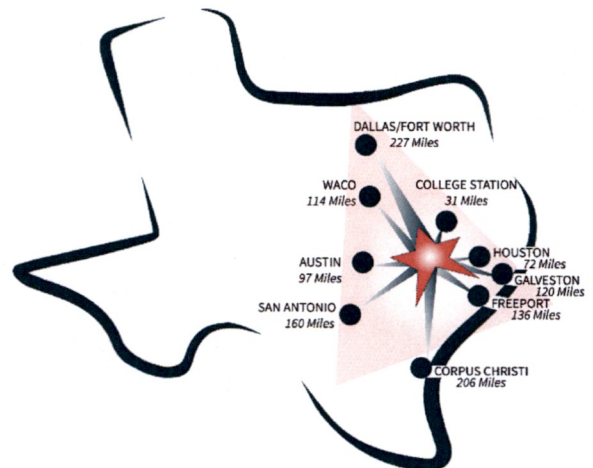 DALLAS/FORT WORTH
227 Miles
WACO
114 Miles
COLLEGE STATION
31 Miles
AUSTIN
97 Miles
HOUSTON
72 Miles
GALVESTON
120 Miles
FREEPORT
136 Miles
SAN ANTONIO
160 Miles
CORPUS CHRISTI
206 Miles